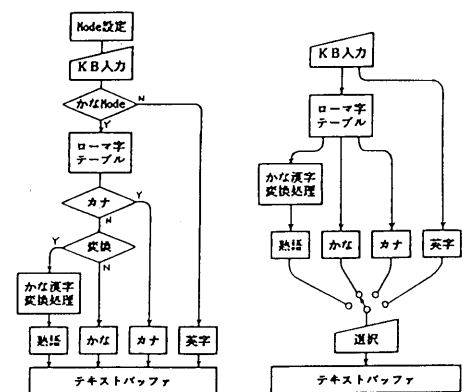 Mode設定
KB入力
かなMode
N
Y
ローマ字
テーブル
カナ
Y
N
変換
Y
N
かな漢字
変換処理
熟語
かな
カナ
英字
テキストバッファ
KB入力
ローマ字
テーブル
かな漢字
変換処理
熟語
かな
カナ
英字
選択
テキストバッファ